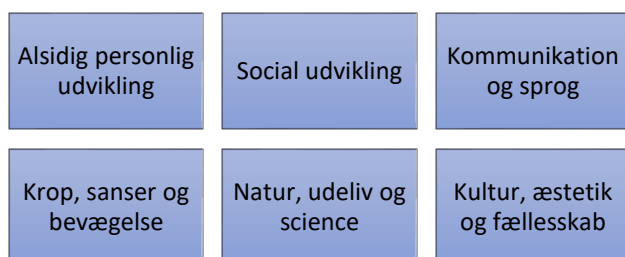 Alsidig personlig
udvikling
Social udvikling
Kommunikation
og sprog
Krop, sanser og
bevægelse
Natur, udeliv og
science
Kultur, æstetik
og fællesskab